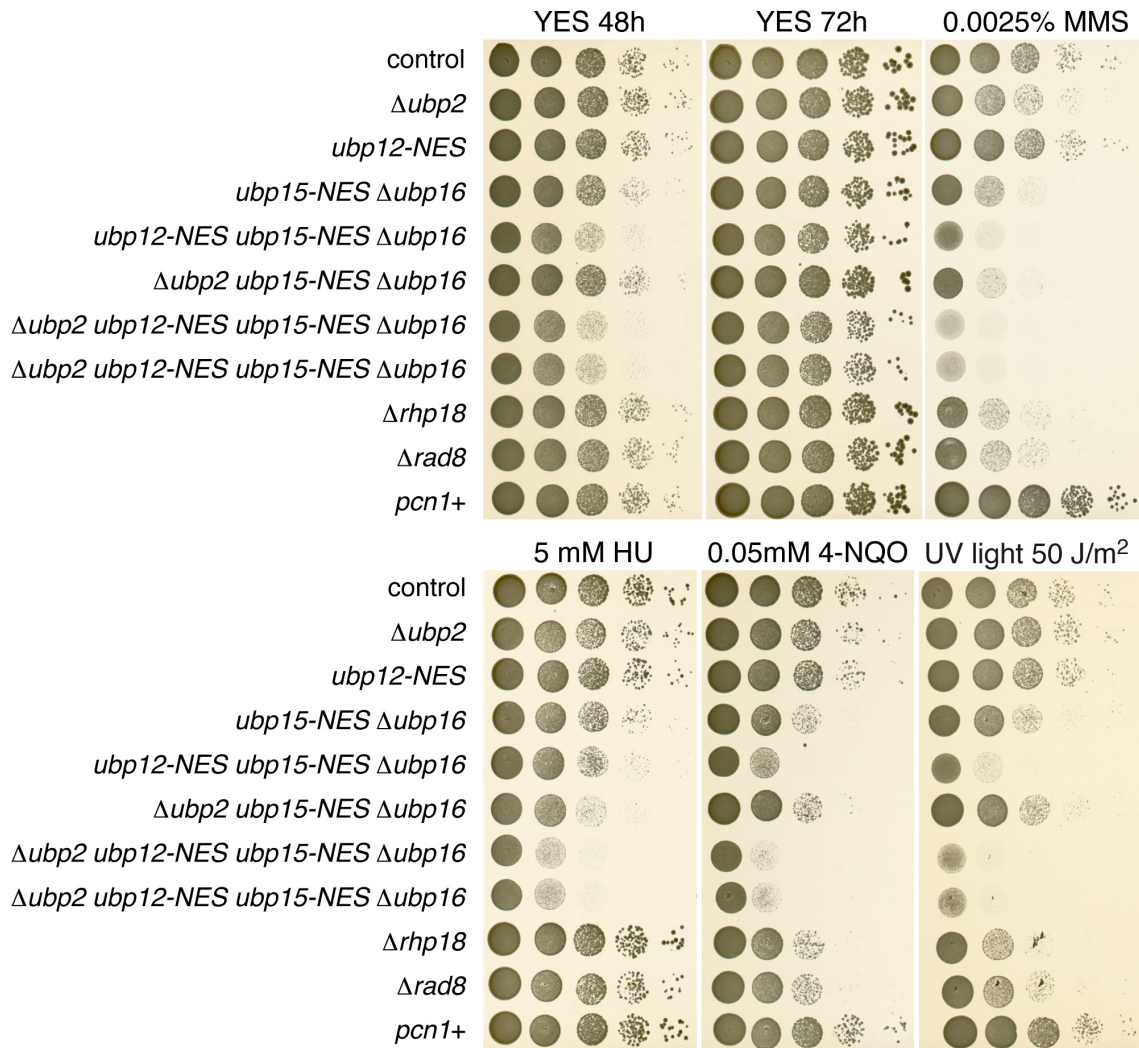 YES 48h YES 72h 0.0025% MMS
control
Δubp2
ubp12-NES
ubp15-NES Δubp16
ubp12-NES ubp15-NES Δubp16
Δubp2 ubp15-NES Δubp16
Δubp2 ubp12-NES ubp15-NES Δubp16
Δubp2 ubp12-NES ubp15-NES Δubp16
Δrhp18
Δrad8
pcn1+
5 mM HU 0.05mM 4-NQO UV light 50 J/m²
control
Δubp2
ubp12-NES
ubp15-NES Δubp16
ubp12-NES ubp15-NES Δubp16
Δubp2 ubp15-NES Δubp16
Δubp2 ubp12-NES ubp15-NES Δubp16
Δubp2 ubp12-NES ubp15-NES Δubp16
Δrhp18
Δrad8
pcn1+